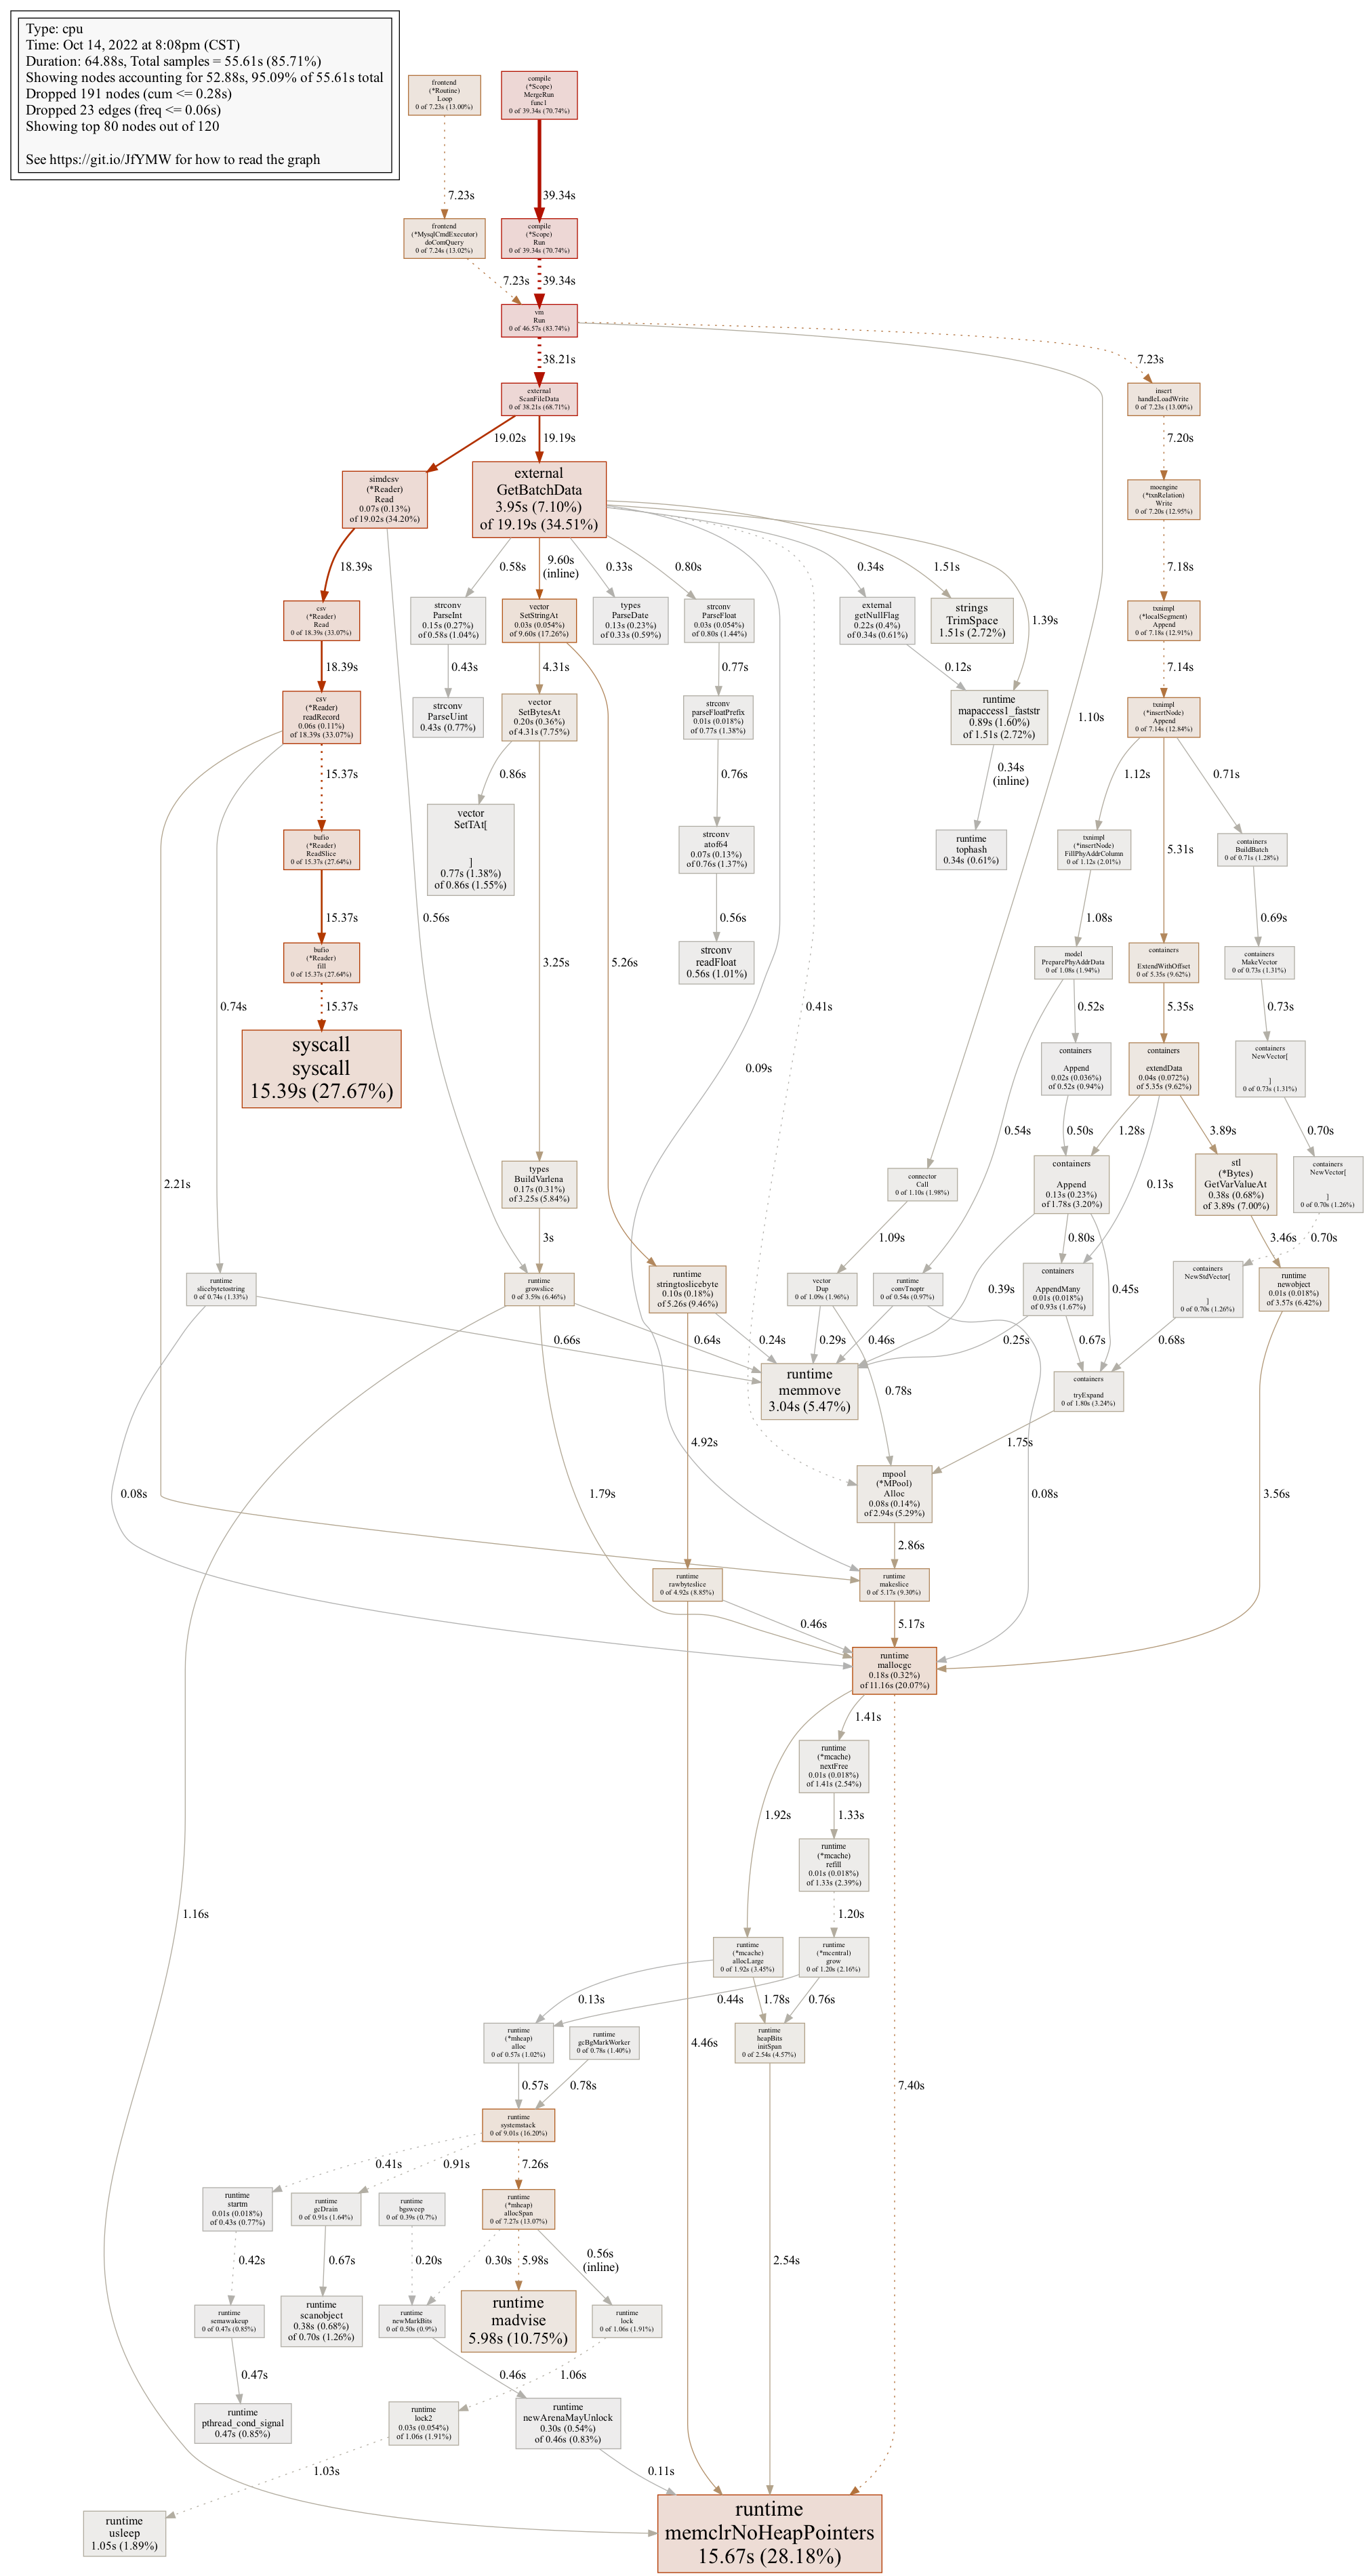 Type: cpu
Time: Oct 14, 2022 at 8:08pm (CST)
Duration: 64.88s, Total samples = 55.61s (85.71%)
Showing nodes accounting for 52.88s, 95.09% of 55.61s total
Dropped 191 nodes (cum <= 0.28s)
Dropped 23 edges (freq <= 0.06s)
Showing top 80 nodes out of 120
See https://git.io/JfYMW for how to read the graph
frontend
(*Routine)
Loop
0 of 7.23s (13.00%)
compile
(*Scope)
MergeRun
func1
0 of 39.34s (70.74%)
7.23s
39.34s
frontend
(*MysqlCmdExecutor)
doComQuery
0 of 7.24s (13.02%)
compile
(*Scope)
Run
0 of 39.34s (70.74%)
7.23s
39.34s
vm
Run
0 of 46.57s (83.74%)
38.21s
7.23s
external
ScanFileData
0 of 38.21s (68.71%)
insert
handleLoadWrite
0 of 7.23s (13.00%)
19.02s
19.19s
7.20s
simdcsv
(*Reader)
Read
0.07s (0.13%)
of 19.02s (34.20%)
external
GetBatchData
3.95s (7.10%)
of 19.19s (34.51%)
moengine
(*txnRelation)
Write
0 of 7.20s (12.95%)
18.39s
0.58s
9.60s
(inline)
0.33s
0.80s
0.34s
1.51s
1.39s
7.18s
csv
(*Reader)
Read
0 of 18.39s (33.07%)
strconv
ParseInt
0.15s (0.27%)
of 0.58s (1.04%)
vector
SetStringAt
0.03s (0.054%)
of 9.60s (17.26%)
types
ParseDate
0.13s (0.23%)
of 0.33s (0.59%)
strconv
ParseFloat
0.03s (0.054%)
of 0.80s (1.44%)
external
getNullFlag
0.22s (0.4%)
of 0.34s (0.61%)
strings
TrimSpace
1.51s (2.72%)
txnimpl
(*localSegment)
Append
0 of 7.18s (12.91%)
18.39s
0.43s
4.31s
0.77s
0.12s
7.14s
csv
(*Reader)
readRecord
0.06s (0.11%)
of 18.39s (33.07%)
strconv
ParseUint
0.43s (0.77%)
vector
SetBytesAt
0.20s (0.36%)
of 4.31s (7.75%)
strconv
parseFloatPrefix
0.01s (0.018%)
of 0.77s (1.38%)
runtime
mapaccess1_faststr
0.89s (1.60%)
of 1.51s (2.72%)
1.10s
txnimpl
(*insertNode)
Append
0 of 7.14s (12.84%)
15.37s
0.86s
0.76s
0.34s
(inline)
1.12s
0.71s
bufio
(*Reader)
ReadSlice
0 of 15.37s (27.64%)
vector
SetTAt[
]
0.77s (1.38%)
of 0.86s (1.55%)
strconv
atof64
0.07s (0.13%)
of 0.76s (1.37%)
runtime
tophash
0.34s (0.61%)
txnimpl
(*insertNode)
FillPhyAddrColumn
0 of 1.12s (2.01%)
5.31s
containers
BuildBatch
0 of 0.71s (1.28%)
15.37s
0.56s
0.56s
1.08s
0.69s
bufio
(*Reader)
fill
0 of 15.37s (27.64%)
3.25s
5.26s
strconv
readFloat
0.56s (1.01%)
model
PreparePhyAddrData
0 of 1.08s (1.94%)
containers
ExtendWithOffset
0 of 5.35s (9.62%)
containers
MakeVector
0 of 0.73s (1.31%)
0.74s
15.37s
0.41s
0.52s
5.35s
0.73s
syscall
syscall
15.39s (27.67%)
0.09s
containers
Append
0.02s (0.036%)
of 0.52s (0.94%)
containers
extendData
0.04s (0.072%)
of 5.35s (9.62%)
containers
NewVector[
]
0 of 0.73s (1.31%)
0.54s
0.50s
1.28s
3.89s
0.70s
2.21s
types
BuildVarlena
0.17s (0.31%)
of 3.25s (5.84%)
connector
Call
0 of 1.10s (1.98%)
containers
Append
0.13s (0.23%)
of 1.78s (3.20%)
0.13s
stl
(*Bytes)
GetVarValueAt
0.38s (0.68%)
of 3.89s (7.00%)
containers
NewVector[
]
0 of 0.70s (1.26%)
3s
1.09s
0.80s
3.46s
0.70s
runtime
slicebytetostring
0 of 0.74s (1.33%)
runtime
growslice
0 of 3.59s (6.46%)
runtime
stringtoslicebyte
0.10s (0.18%)
of 5.26s (9.46%)
vector
Dup
0 of 1.09s (1.96%)
runtime
convTnoptr
0 of 0.54s (0.97%)
0.39s
containers
AppendMany
0.01s (0.018%)
of 0.93s (1.67%)
0.45s
containers
NewStdVector[
]
0 of 0.70s (1.26%)
runtime
newobject
0.01s (0.018%)
of 3.57s (6.42%)
0.66s
0.64s
0.24s
0.29s
0.46s
0.25s
0.67s
0.68s
runtime
memmove
3.04s (5.47%)
0.78s
containers
tryExpand
0 of 1.80s (3.24%)
4.92s
1.75s
0.08s
1.79s
mpool
(*MPool)
Alloc
0.08s (0.14%)
of 2.94s (5.29%)
0.08s
3.56s
2.86s
runtime
rawbyteslice
0 of 4.92s (8.85%)
runtime
makeslice
0 of 5.17s (9.30%)
0.46s
5.17s
runtime
mallocgc
0.18s (0.32%)
of 11.16s (20.07%)
1.41s
runtime
(*mcache)
nextFree
0.01s (0.018%)
of 1.41s (2.54%)
1.92s
1.33s
runtime
(*mcache)
refill
0.01s (0.018%)
of 1.33s (2.39%)
1.16s
1.20s
runtime
(*mcache)
allocLarge
0 of 1.92s (3.45%)
runtime
(*mcentral)
grow
0 of 1.20s (2.16%)
0.13s
0.44s
1.78s
0.76s
runtime
(*mheap)
alloc
0 of 0.57s (1.02%)
runtime
gcBgMarkWorker
0 of 0.78s (1.40%)
4.46s
runtime
heapBits
initSpan
0 of 2.54s (4.57%)
0.57s
0.78s
7.40s
runtime
systemstack
0 of 9.01s (16.20%)
0.41s
0.91s
7.26s
runtime
startm
0.01s (0.018%)
of 0.43s (0.77%)
runtime
gcDrain
0 of 0.91s (1.64%)
runtime
bgsweep
0 of 0.39s (0.7%)
runtime
(*mheap)
allocSpan
0 of 7.27s (13.07%)
0.42s
0.67s
0.20s
0.30s
5.98s
0.56s
(inline)
2.54s
runtime
semawakeup
0 of 0.47s (0.85%)
runtime
scanobject
0.38s (0.68%)
of 0.70s (1.26%)
runtime
newMarkBits
0 of 0.50s (0.9%)
runtime
madvise
5.98s (10.75%)
runtime
lock
0 of 1.06s (1.91%)
0.47s
0.46s
1.06s
runtime
pthread_cond_signal
0.47s (0.85%)
runtime
lock2
0.03s (0.054%)
of 1.06s (1.91%)
runtime
newArenaMayUnlock
0.30s (0.54%)
of 0.46s (0.83%)
1.03s
0.11s
runtime
usleep
1.05s (1.89%)
runtime
memclrNoHeapPointers
15.67s (28.18%)